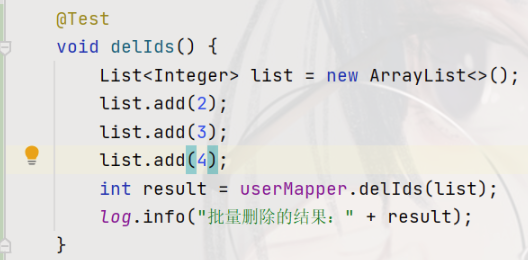 @Test
void delIds() {
List<Integer> list = new ArrayList<>();
list.add(2);
list.add(3);
list.add(4);
int result = userMapper.delIds(list);
log.info("批量删除的结果：" + result);
}